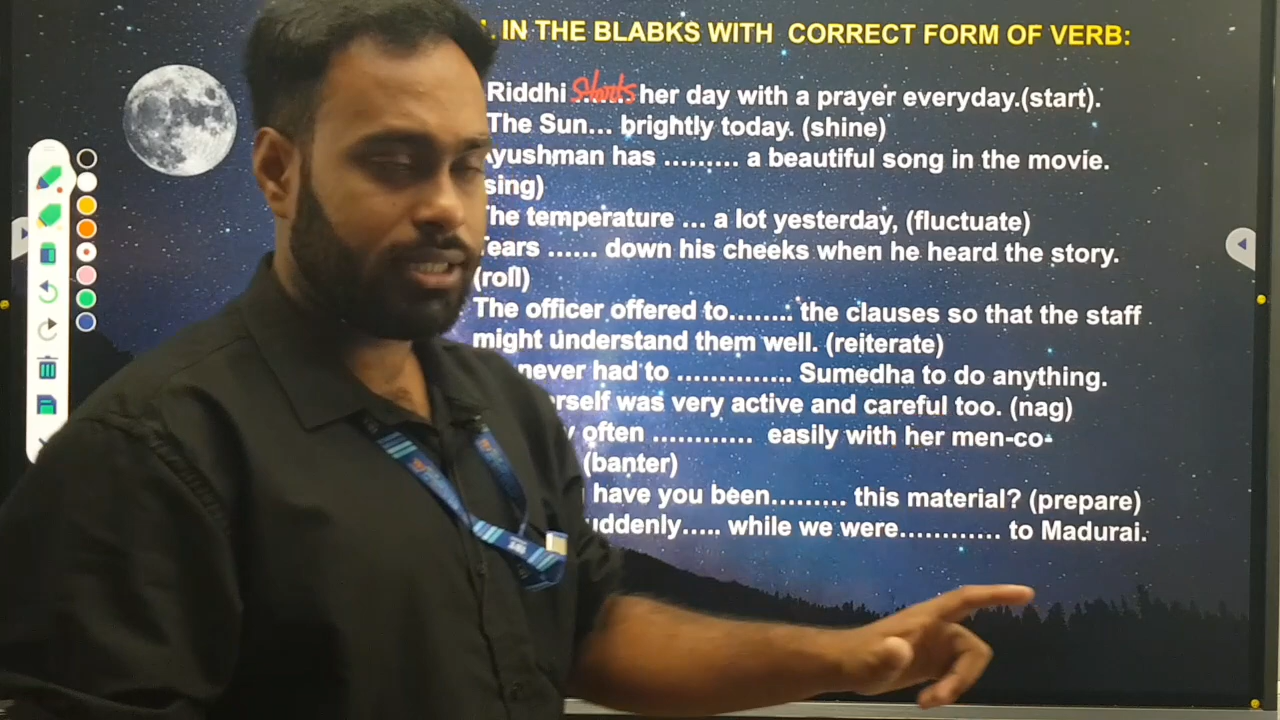 . IN THE BLABKS WITH CORRECT FORM OF VERB:
Riddhi starts her day with a prayer everyday.(start).
The Sun... brightly today. (shine)
yushman has ......... a beautiful song in the movie.
sing)
he temperature ... a lot yesterday, (fluctuate)
ears ...... down his cheeks when he heard the story.
(roll)
The officer offered to........ the clauses so that the staff
might understand them well. (reiterate)
never had to .............. Sumedha to do anything.
rself was very active and careful too. (nag)
often ............ easily with her men-co-
(banter)
have you been......... this material? (prepare)
uddenly..... while we were............ to Madurai.